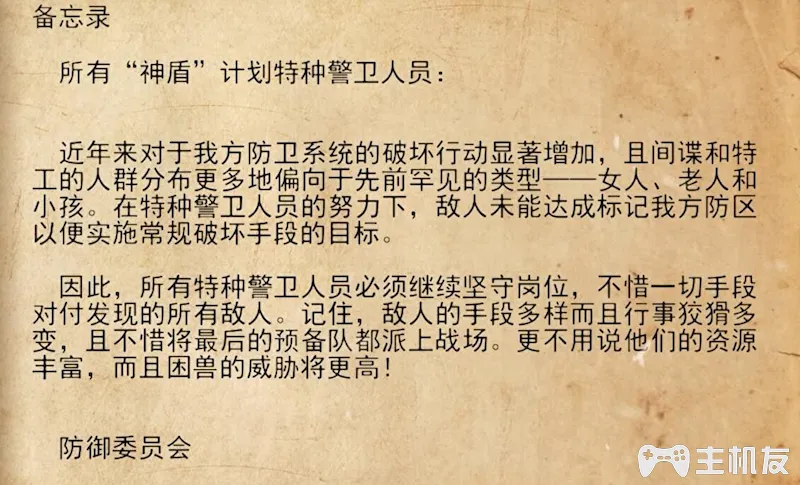 备忘录
所有“神盾”计划特种警卫人员：
近年来对于我方防卫系统的破坏行动显著增加，且间谍和特
工的人群分布更多地偏向于先前罕见的类型——女人、老人和
小孩。在特种警卫人员的努力下，敌人未能达成标记我方防区
以便实施常规破坏手段的目标。
因此，所有特种警卫人员必须继续坚守岗位，不惜一切手段
对付发现的所有敌人。记住，敌人的手段多样而且行事狡猾多
变，且不惜将最后的预备队都派上战场。更不用说他们的资源
丰富，而且困兽的威胁将更高！
防御委员会
主机友